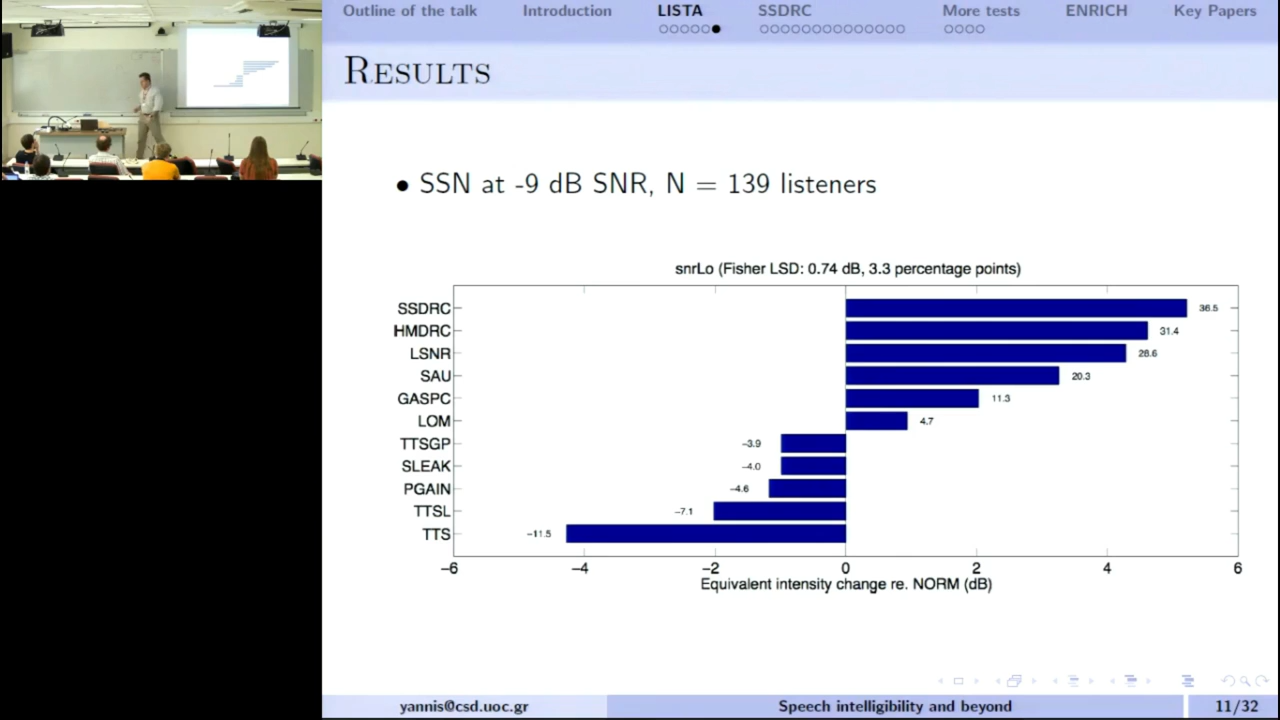 Outline of the talk Introduction LISTA SSDRC More tests ENRICH Key Papers
RESULTS
• SSN at -9 dB SNR, N = 139 listeners
snrLo (Fisher LSD: 0.74 dB, 3.3 percentage points)
SSDRC 36.5
HMDRC 31.4
LSNR 28.6
SAU 20.3
GASPC 11.3
LOM 4.7
TTSGP −3.9
SLEAK −4.0
PGAIN −4.6
TTSL −7.1
TTS −11.5
−6 −4 −2 0 2 4 6
Equivalent intensity change re. NORM (dB)
yannis@csd.uoc.gr Speech intelligibility and beyond 11/32